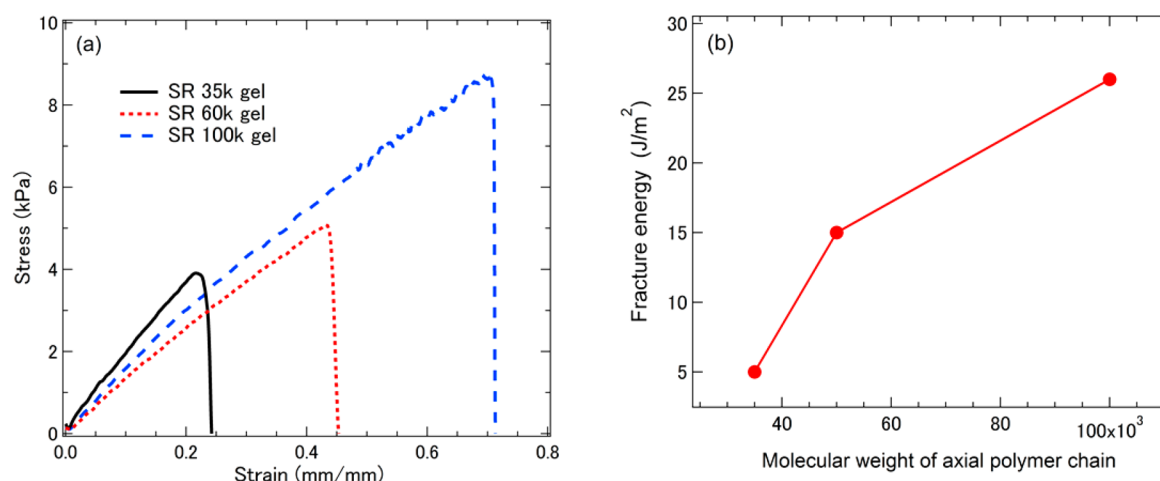 (a)
SR 35k gel
SR 60k gel
SR 100k gel
10
8
6
4
2
0
0.0 0.2 0.4 0.6 0.8
Stress (kPa)
Strain (mm/mm)
(b)
30
25
20
15
10
5
40 60 80 100x10³
Fracture energy (J/m²)
Molecular weight of axial polymer chain